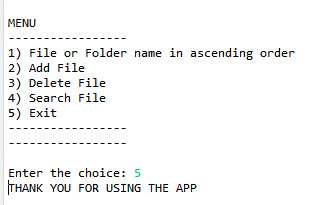 MENU
-----------------
1) File or Folder name in ascending order
2) Add File
3) Delete File
4) Search File
5) Exit
-----------------
-----------------
Enter the choice: 5
THANK YOU FOR USING THE APP